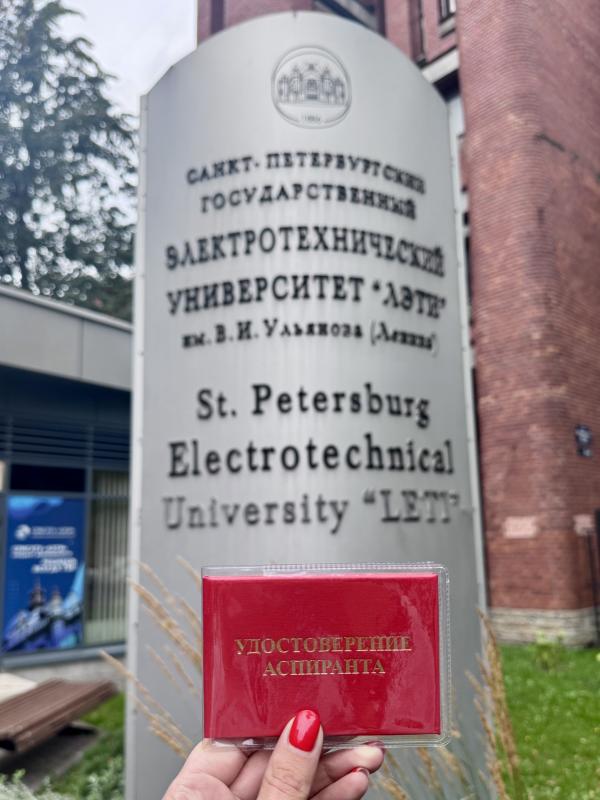 САНКТ-ПЕТЕРБУРГСКИЙ
ГОСУДАРСТВЕННЫЙ
ЭЛЕКТРОТЕХНИЧЕСКИЙ
УНИВЕРСИТЕТ "ЛЭТИ"
им. В.И. Ульянова (Ленина)
St. Petersburg
Electrotechnical
University "LETI"
УДОСТОВЕРЕНИЕ
АСПИРАНТА